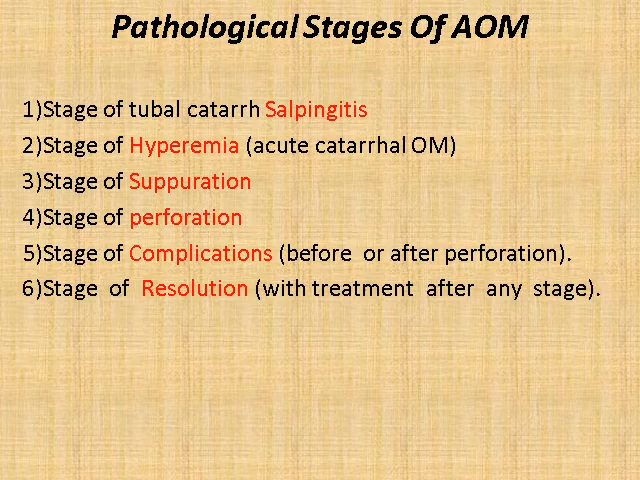 Pathological Stages Of AOM
1)Stage of tubal catarrh Salpingitis
2)Stage of Hyperemia (acute catarrhal OM)
3)Stage of Suppuration
4)Stage of perforation
5)Stage of Complications (before or after perforation).
6)Stage of Resolution (with treatment after any stage).